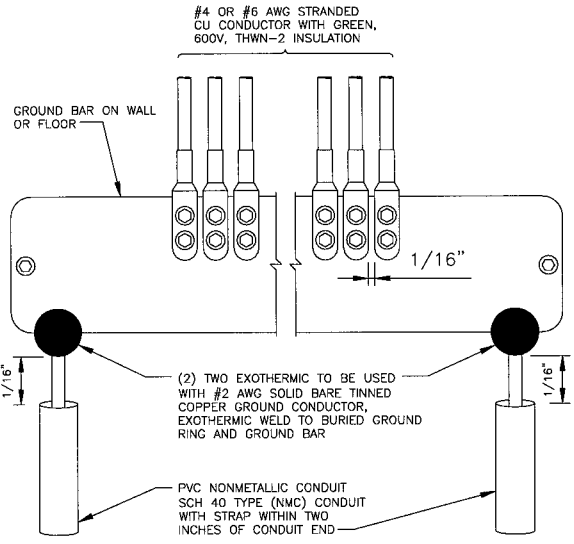 #4 OR #6 AWG STRANDED
CU CONDUCTOR WITH GREEN,
600V, THWN-2 INSULATION
GROUND BAR ON WALL
OR FLOOR
1/16"
1/16"
1/16"
(2) TWO EXOTHERMIC TO BE USED
WITH #2 AWG SOLID BARE TINNED
COPPER GROUND CONDUCTOR,
EXOTHERMIC WELD TO BURIED GROUND
RING AND GROUND BAR
PVC NONMETALLIC CONDUIT
SCH 40 TYPE (NMC) CONDUIT
WITH STRAP WITHIN TWO
INCHES OF CONDUIT END